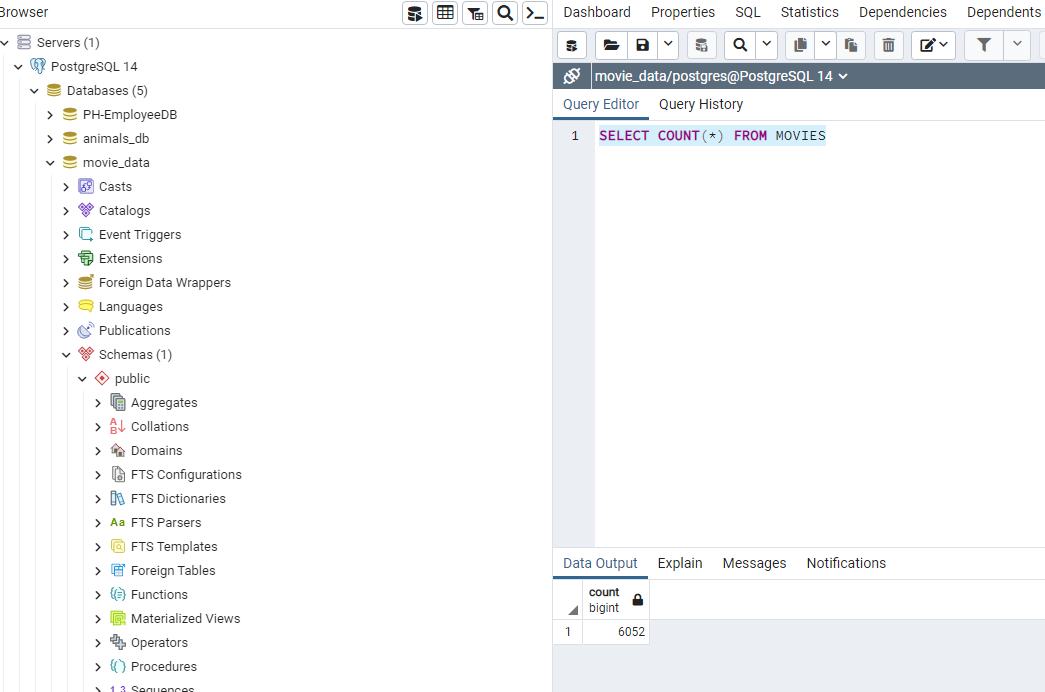 Browser
Servers (1)
PostgreSQL 14
Databases (5)
PH-EmployeeDB
animals_db
movie_data
Casts
Catalogs
Event Triggers
Extensions
Foreign Data Wrappers
Languages
Publications
Schemas (1)
public
Aggregates
Collations
Domains
FTS Configurations
FTS Dictionaries
Aa FTS Parsers
FTS Templates
Foreign Tables
Functions
Materialized Views
Operators
Procedures
1..3 Sequences
Dashboard Properties SQL Statistics Dependencies Dependents
movie_data/postgres@PostgreSQL 14
Query Editor Query History
1 SELECT COUNT(*) FROM MOVIES
Data Output Explain Messages Notifications
count
bigint
1 6052